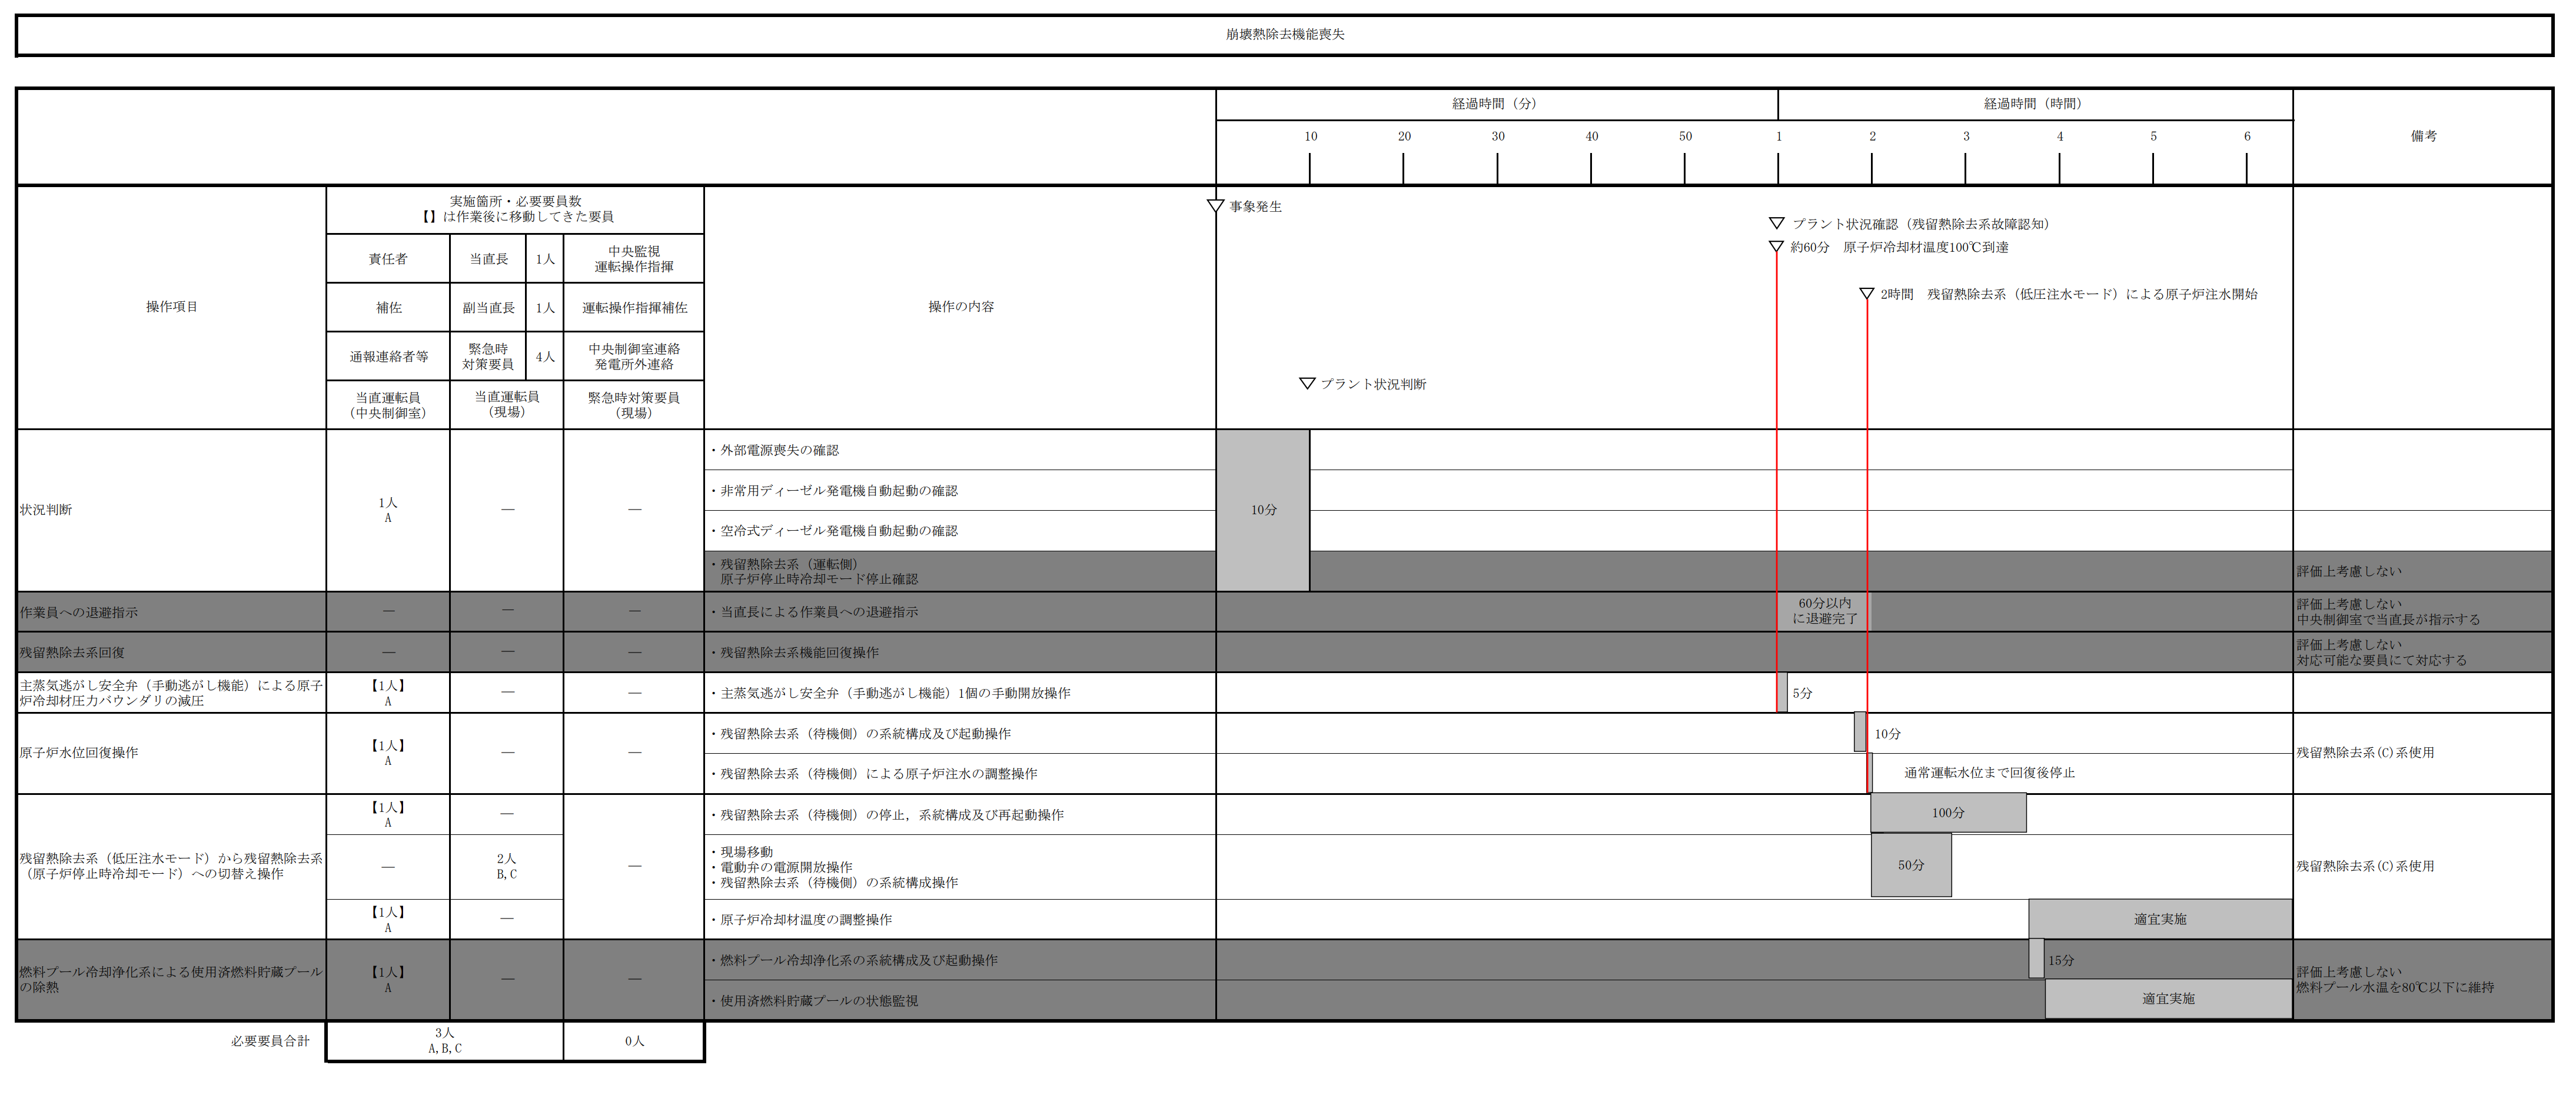 崩壊熱除去機能喪失
経過時間（分）
経過時間（時間）
備考
10
20
30
40
50
1
2
3
4
5
6
操作項目
実施箇所・必要要員数
【】は作業後に移動してきた要員
責任者
当直長
1人
中央監視
運転操作指揮
補佐
副当直長
1人
運転操作指揮補佐
通報連絡者等
緊急時
対策要員
4人
中央制御室連絡
発電所外連絡
当直運転員
（中央制御室）
当直運転員
（現場）
緊急時対策要員
（現場）
操作の内容
事象発生
プラント状況確認（残留熱除去系故障認知）
約60分　原子炉冷却材温度100℃到達
2時間　残留熱除去系（低圧注水モード）による原子炉注水開始
プラント状況判断
状況判断
1人
A
―
―
・外部電源喪失の確認
・非常用ディーゼル発電機自動起動の確認
・空冷式ディーゼル発電機自動起動の確認
・残留熱除去系（運転側）
原子炉停止時冷却モード停止確認
10分
評価上考慮しない
作業員への退避指示
―
―
―
・当直長による作業員への退避指示
60分以内
に退避完了
評価上考慮しない
中央制御室で当直長が指示する
残留熱除去系回復
―
―
―
・残留熱除去系機能回復操作
評価上考慮しない
対応可能な要員にて対応する
主蒸気逃がし安全弁（手動逃がし機能）による原子
炉冷却材圧力バウンダリの減圧
【1人】
A
―
―
・主蒸気逃がし安全弁（手動逃がし機能）1個の手動開放操作
5分
原子炉水位回復操作
【1人】
A
―
―
・残留熱除去系（待機側）の系統構成及び起動操作
10分
・残留熱除去系（待機側）による原子炉注水の調整操作
通常運転水位まで回復後停止
残留熱除去系(C)系使用
残留熱除去系（低圧注水モード）から残留熱除去系
（原子炉停止時冷却モード）への切替え操作
【1人】
A
―
・残留熱除去系（待機側）の停止，系統構成及び再起動操作
100分
―
2人
B,C
―
・現場移動
・電動弁の電源開放操作
・残留熱除去系（待機側）の系統構成操作
50分
残留熱除去系(C)系使用
【1人】
A
―
・原子炉冷却材温度の調整操作
適宜実施
燃料プール冷却浄化系による使用済燃料貯蔵プール
の除熱
【1人】
A
―
―
・燃料プール冷却浄化系の系統構成及び起動操作
15分
・使用済燃料貯蔵プールの状態監視
適宜実施
評価上考慮しない
燃料プール水温を80℃以下に維持
必要要員合計
3人
A,B,C
0人